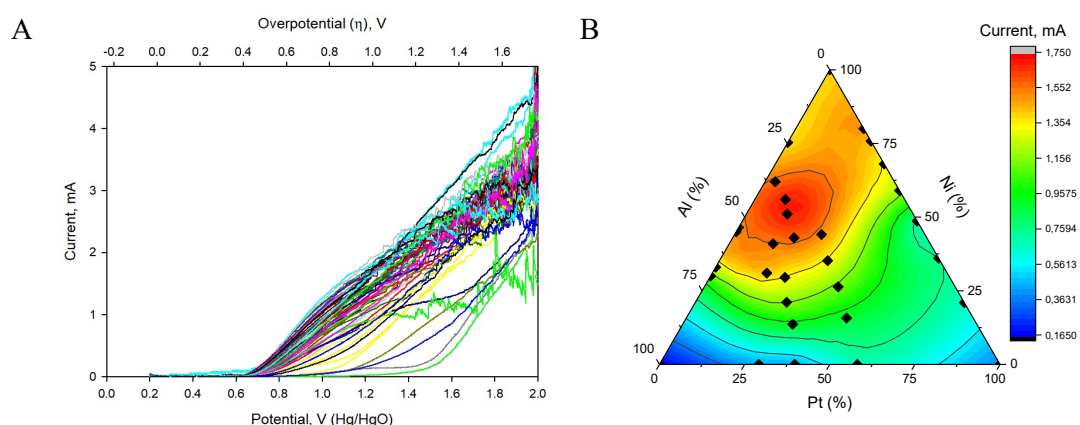 A
Overpotential (η), V
-0.2 0.0 0.2 0.4 0.6 0.8 1.0 1.2 1.4 1.6
Current, mA
5
4
3
2
1
0
0.0 0.2 0.4 0.6 0.8 1.0 1.2 1.4 1.6 1.8 2.0
Potential, V (Hg/HgO)
B
Current, mA
0
100
25
75
Al (%)
Ni (%)
50
50
75
25
100
0
0 25 50 75 100
Pt (%)
1,750
1,552
1,354
1,156
0,9575
0,7594
0,5613
0,3631
0,1650